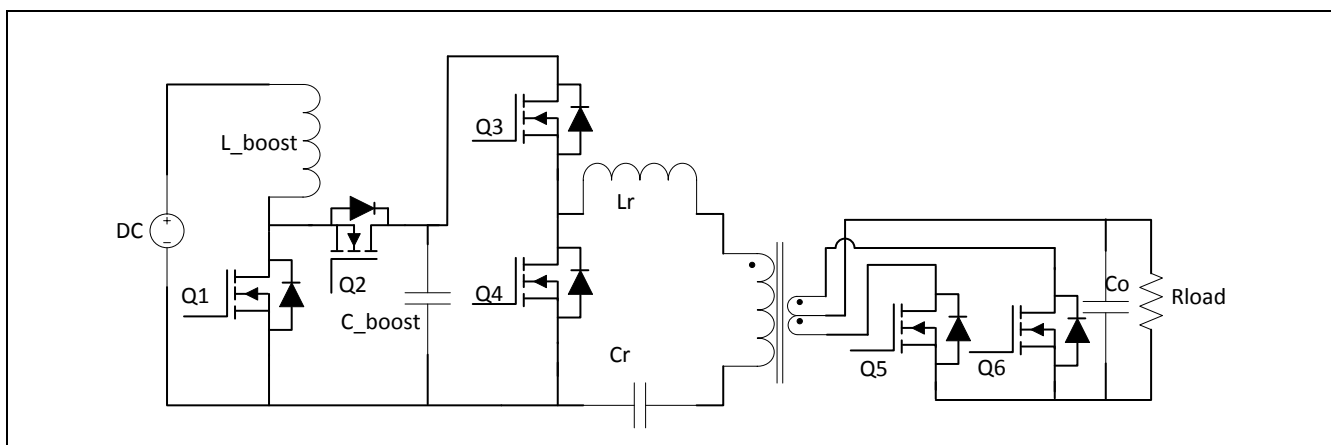 Q3
L_boost
Lr
DC
+
−
Q1
Q2
Q4
Co
Rload
C_boost
Cr
Q5
Q6